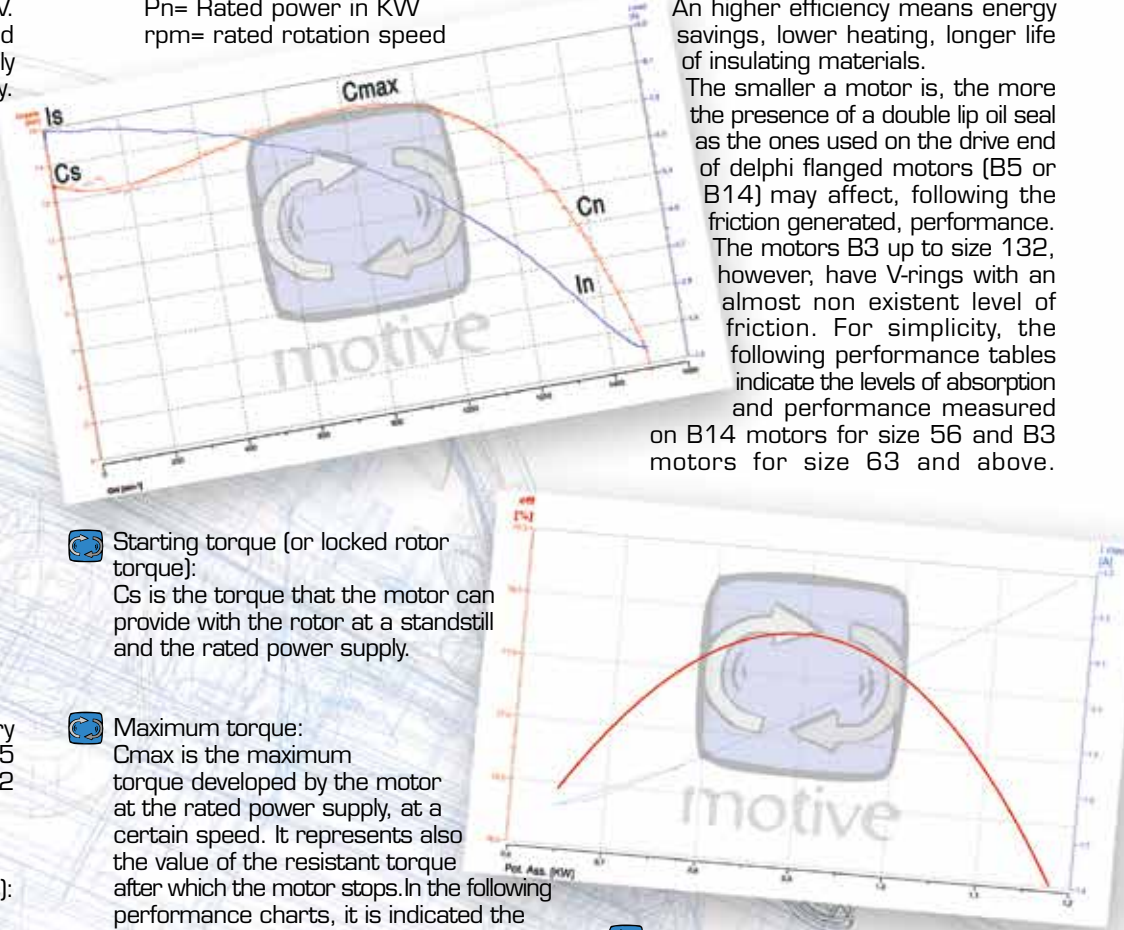 V.
d
ly
y.
Pn= Rated power in KW
rpm= rated rotation speed
Is
Cs
Cmax
Cn
In
motive
An higher efficiency means energy
savings, lower heating, longer life
of insulating materials.
The smaller a motor is, the more
the presence of a double lip oil seal
as the ones used on the drive end
of delphi flanged motors (B5 or
B14) may affect, following the
friction generated, performance.
The motors B3 up to size 132,
however, have V-rings with an
almost non existent level of
friction. For simplicity, the
following performance tables
indicate the levels of absorption
and performance measured
on B14 motors for size 56 and B3
motors for size 63 and above.
Starting torque (or locked rotor
torque):
Cs is the torque that the motor can
provide with the rotor at a standstill
and the rated power supply.
ry
5
2
):
Maximum torque:
Cmax is the maximum
torque developed by the motor
at the rated power supply, at a
certain speed. It represents also
the value of the resistant torque
after which the motor stops.In the following
performance charts, it is indicated the
eff
[%]
motive
Pot. Ass. [KW]